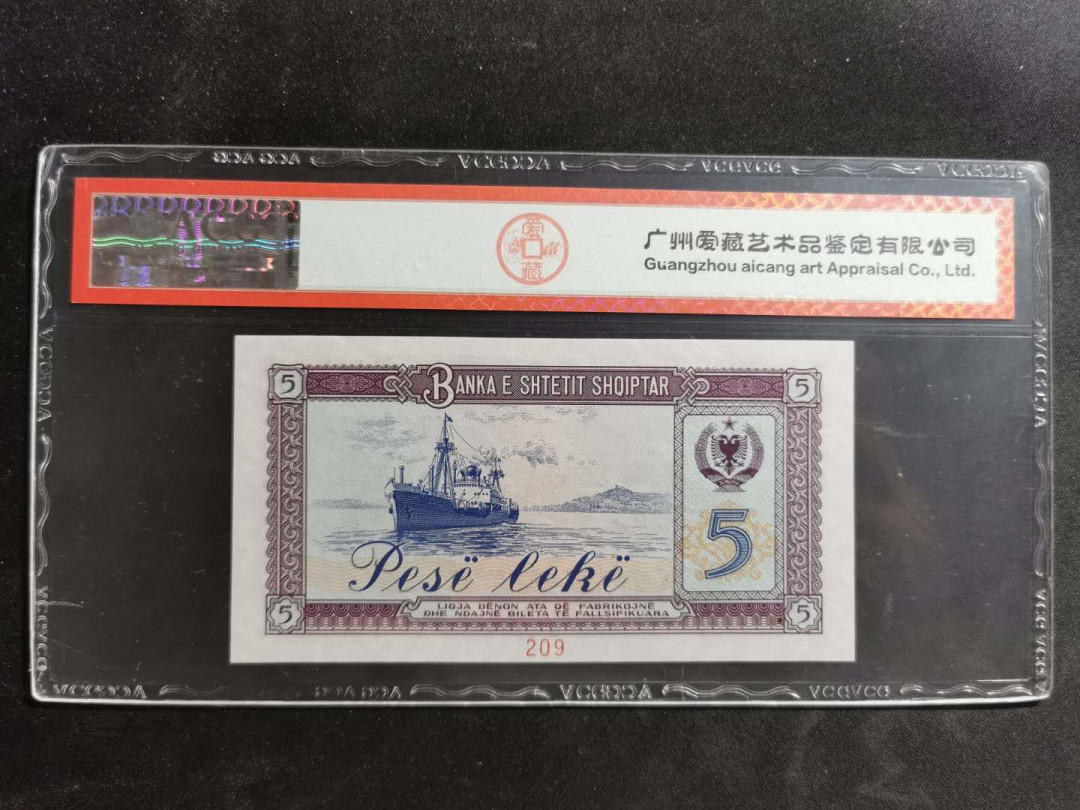 爱
藏
广州爱藏艺术品鉴定有限公司
Guangzhou aicang art Appraisal Co., Ltd.
5 BANKA E SHTETIT SHQIPTAR 5
5
Pesë lekë
5 LIGJA DËNON ATA QË FABRIKOJNË 5
DHE NDAJNË BILETA TË FALLSIFIKUARA
209